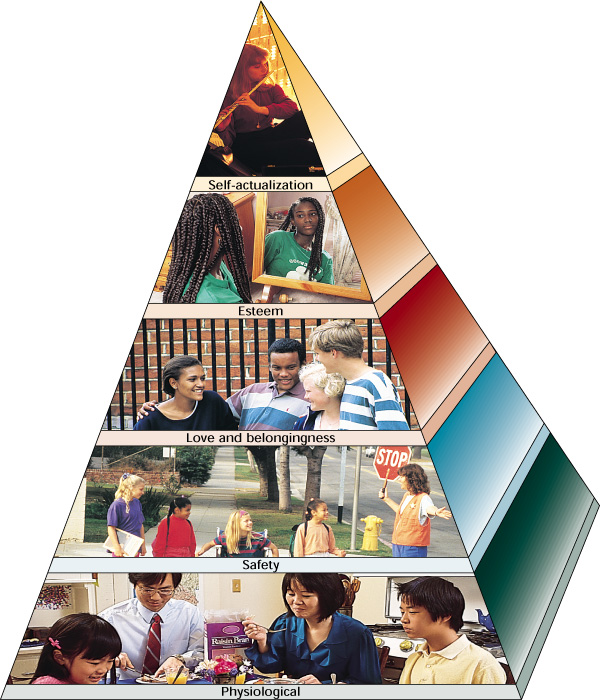 Self-actualization
Esteem
Love and belongingness
STOP
Safety
Raisin Bran
Physiological